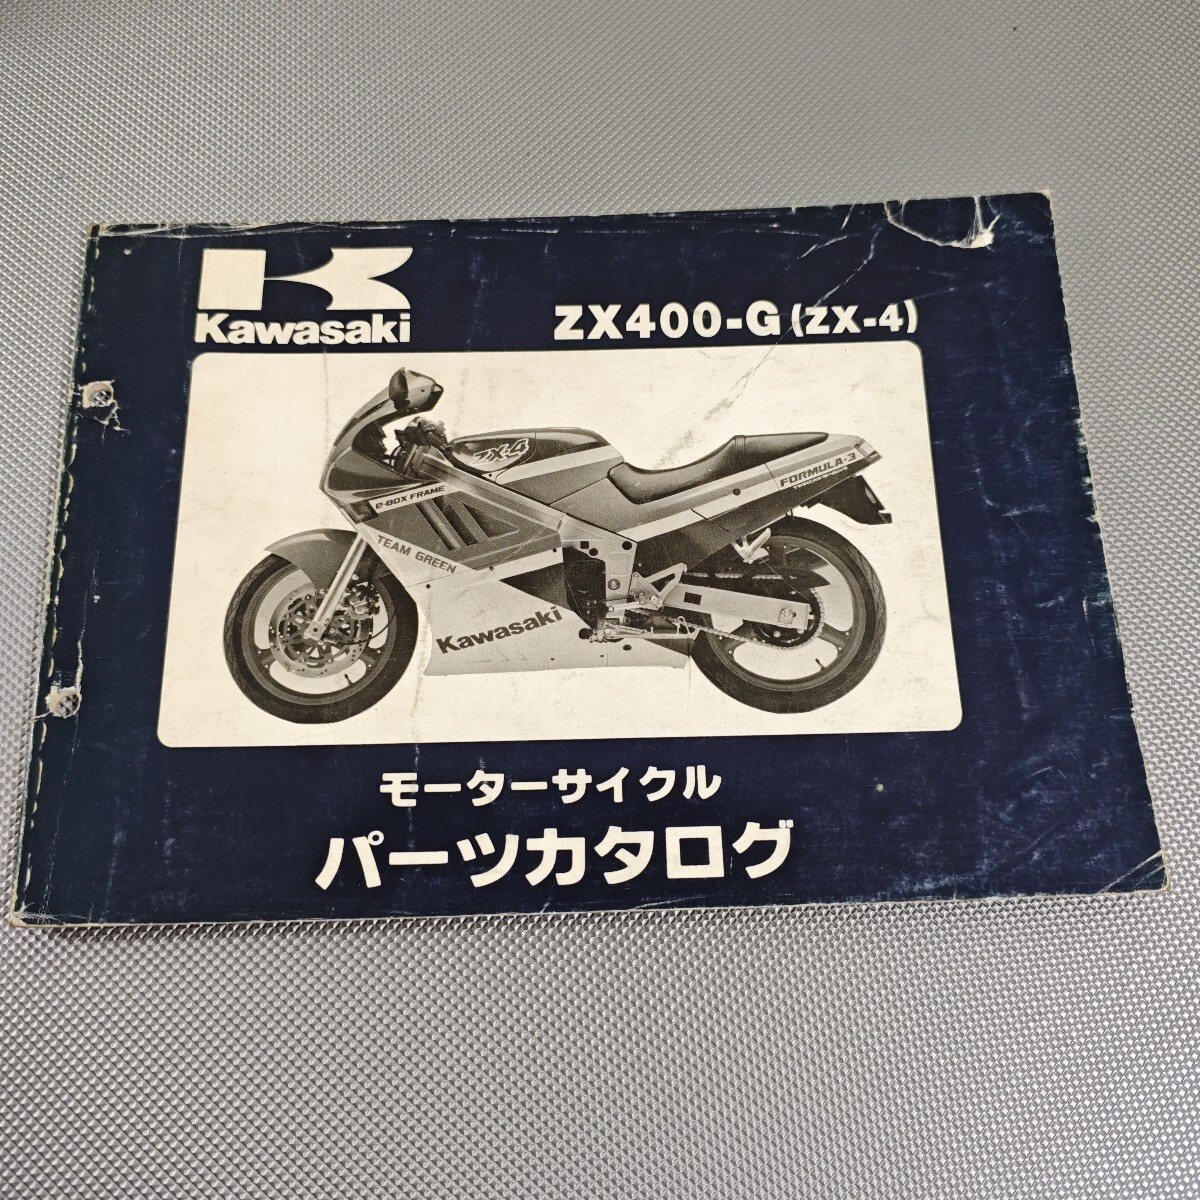 Kawasaki
ZX400-G (ZX-4)
ZX-4
e-BOX FRAME
TEAM GREEN
Kawasaki
FORMULA-3
モーターサイクル
パーツカタログ